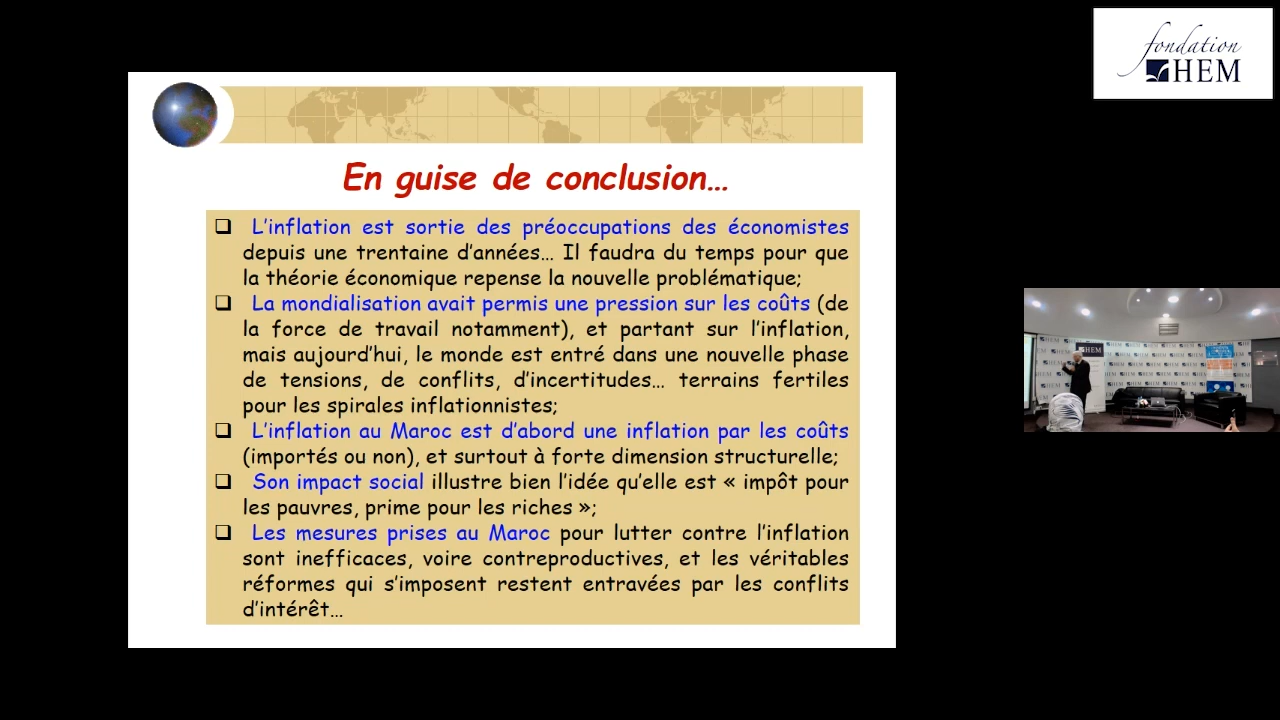 fondation
HEM
En guise de conclusion...
❑ L'inflation est sortie des préoccupations des économistes
depuis une trentaine d'années... Il faudra du temps pour que
la théorie économique repense la nouvelle problématique;
❑ La mondialisation avait permis une pression sur les coûts (de
la force de travail notamment), et partant sur l'inflation,
mais aujourd'hui, le monde est entré dans une nouvelle phase
de tensions, de conflits, d'incertitudes... terrains fertiles
pour les spirales inflationnistes;
❑ L'inflation au Maroc est d'abord une inflation par les coûts
(importés ou non), et surtout à forte dimension structurelle;
❑ Son impact social illustre bien l'idée qu'elle est « impôt pour
les pauvres, prime pour les riches »;
❑ Les mesures prises au Maroc pour lutter contre l'inflation
sont inefficaces, voire contreproductives, et les véritables
réformes qui s'imposent restent entravées par les conflits
d'intérêt...
HEM